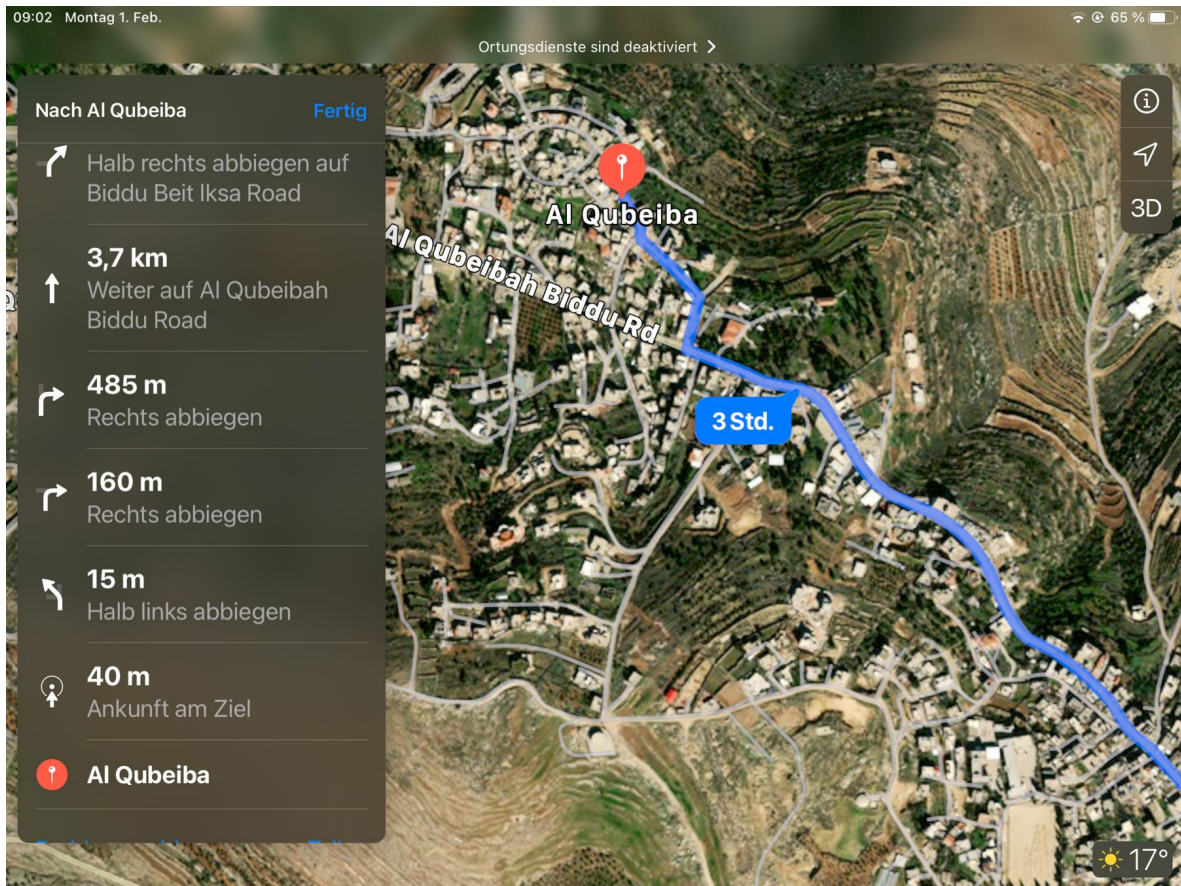 09:02 Montag 1. Feb.
65 %
Ortungsdienste sind deaktiviert
Nach Al Qubeiba
Fertig
Halb rechts abbiegen auf
Biddu Beit Iksa Road
3,7 km
Weiter auf Al Qubeibah
Biddu Road
485 m
Rechts abbiegen
160 m
Rechts abbiegen
15 m
Halb links abbiegen
40 m
Ankunft am Ziel
Al Qubeiba
Al Qubeiba
Al Qubeibah Biddu Rd
3 Std.
3D
17°